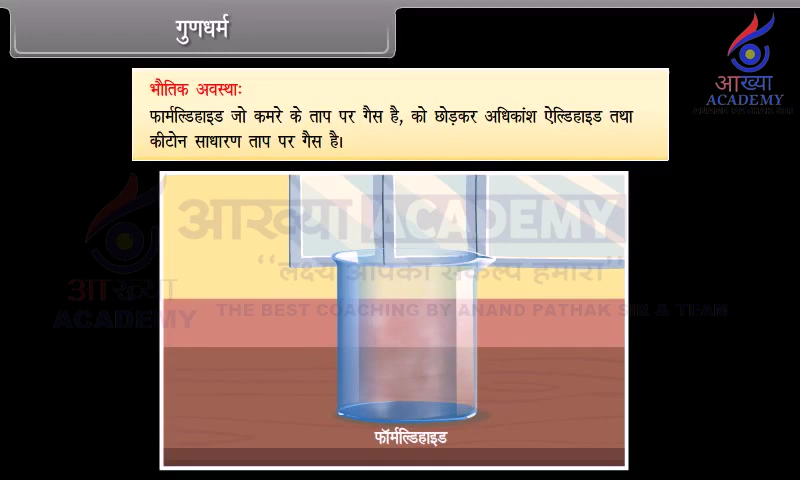 गुणधर्म
आख्या
ACADEMY
भौतिक अवस्थाः
फार्मल्डिहाइड जो कमरे के ताप पर गैस है, को छोड़कर अधिकांश ऐल्डिहाइड तथा
कीटोन साधारण ताप पर गैस है।
आख्या ACADEMY
‘‘लक्ष्य आपका संकल्प हमारा’’
आख्या
ACADEMY
THE BEST COACHING BY ANAND PATHAK SIR & TEAM
फॉर्मल्डिहाइड